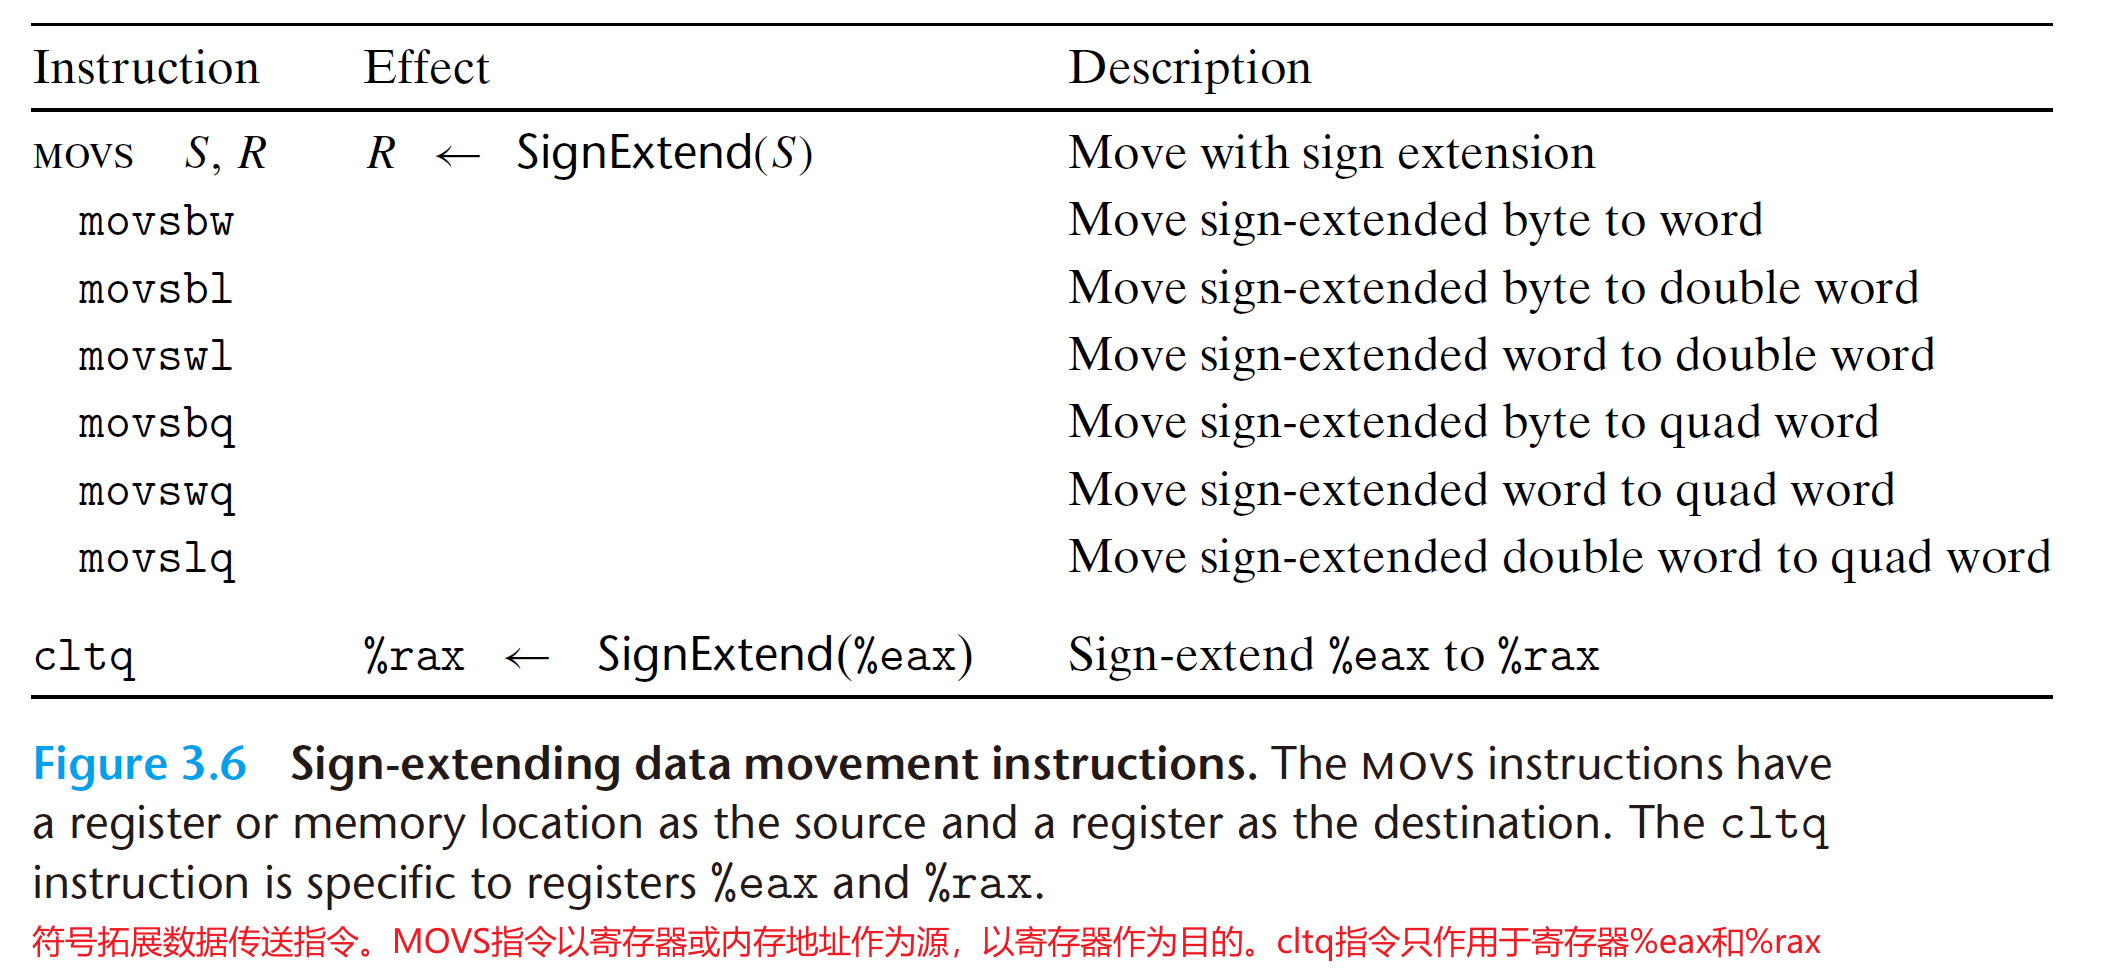 Instruction Effect Description
MOVS S, R R ← SignExtend(S) Move with sign extension
movsbw Move sign-extended byte to word
movsbl Move sign-extended byte to double word
movswl Move sign-extended word to double word
movsbq Move sign-extended byte to quad word
movswq Move sign-extended word to quad word
movslq Move sign-extended double word to quad word
cltq %rax ← SignExtend(%eax) Sign-extend %eax to %rax
Figure 3.6 Sign-extending data movement instructions. The MOVS instructions have
a register or memory location as the source and a register as the destination. The cltq
instruction is specific to registers %eax and %rax.
符号拓展数据传送指令。MOVS指令以寄存器或内存地址作为源，以寄存器作为目的。cltq指令只作用于寄存器%eax和%rax